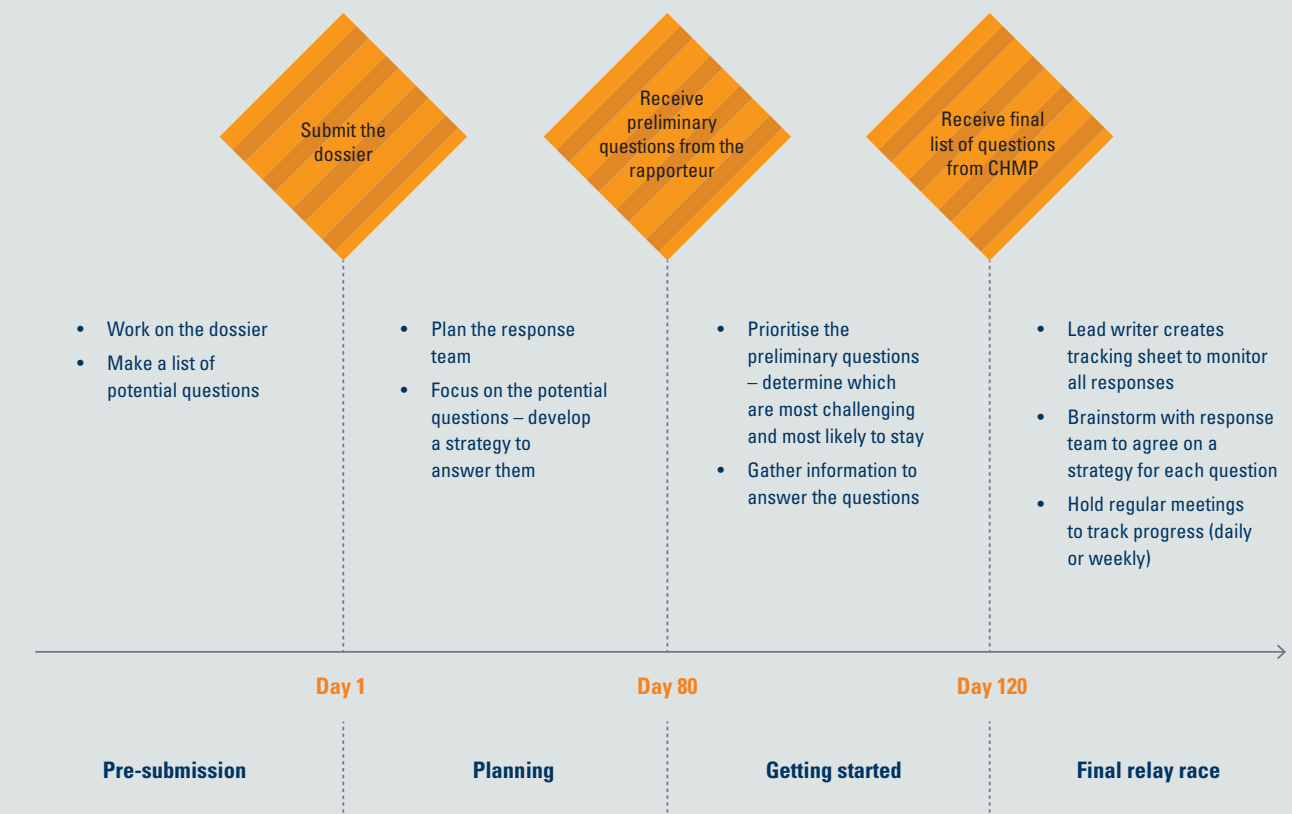 Submit the
dossier
Receive
preliminary
questions from the
rapporteur
Receive final
list of questions
from CHMP
• Work on the dossier
• Make a list of
potential questions
• Plan the response
team
• Focus on the potential
questions – develop
a strategy to
answer them
• Prioritise the
preliminary questions
– determine which
are most challenging
and most likely to stay
• Gather information to
answer the questions
• Lead writer creates
tracking sheet to monitor
all responses
• Brainstorm with response
team to agree on a
strategy for each question
• Hold regular meetings
to track progress (daily
or weekly)
Day 1
Day 80
Day 120
Pre-submission
Planning
Getting started
Final relay race